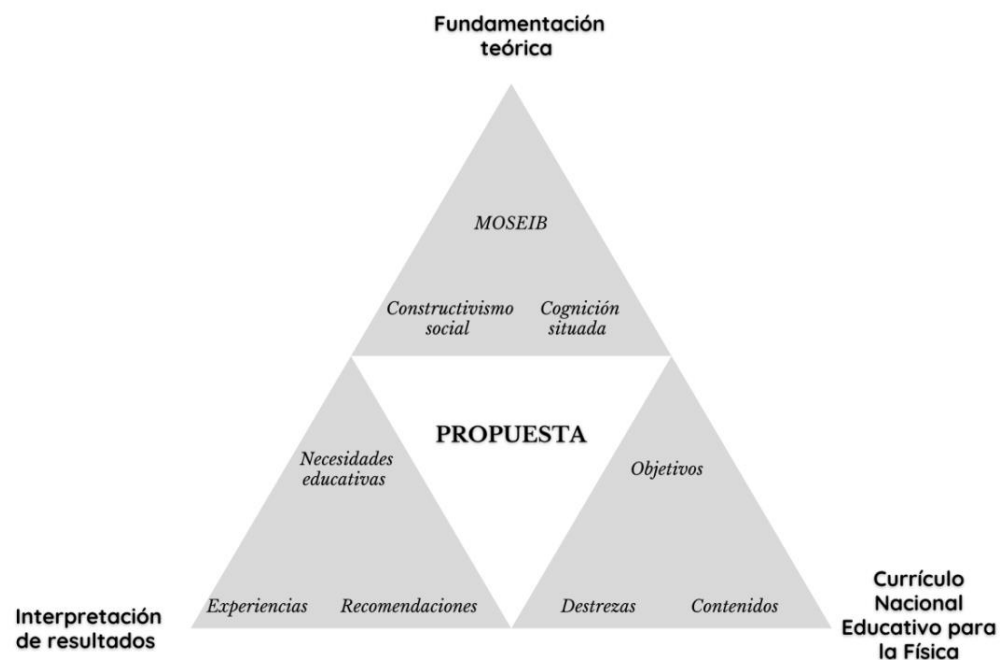 Fundamentación
teórica
MOSEIB
Constructivismo
social
Cognición
situada
PROPUESTA
Necesidades
educativas
Objetivos
Experiencias
Recomendaciones
Destrezas
Contenidos
Interpretación
de resultados
Currículo
Nacional
Educativo para
la Física